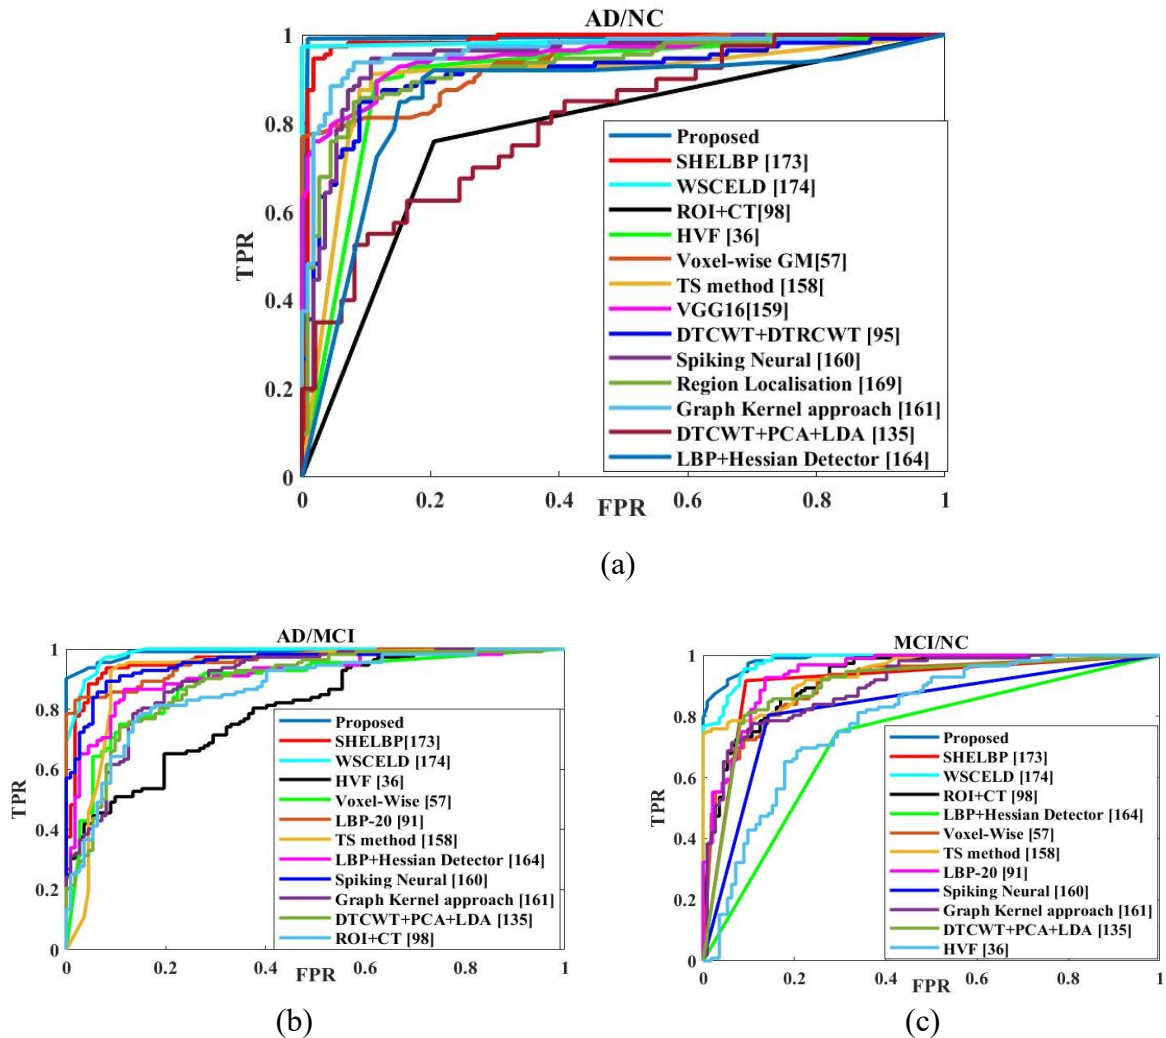 AD/NC
1
0.8
0.6
0.4
0.2
0
TPR
Proposed
SHELBP [173]
WSCELD [174]
ROI+CT[98]
HVF [36]
Voxel-wise GM[57]
TS method [158[
VGG16[159]
DTCWT+DTRCWT [95]
Spiking Neural [160]
Region Localisation [169]
Graph Kernel approach [161]
DTCWT+PCA+LDA [135]
LBP+Hessian Detector [164]
0 0.2 0.4 0.6 0.8 1
FPR
(a)
AD/MCI
1
0.8
0.6
0.4
0.2
0
TPR
Proposed
SHELBP[173]
WSCELD [174]
HVF [36]
Voxel-Wise [57]
LBP-20 [91]
TS method [158]
LBP+Hessian Detector [164]
Spiking Neural [160]
Graph Kernel approach [161]
DTCWT+PCA+LDA [135]
ROI+CT [98]
0 0.2 0.4 0.6 0.8 1
FPR
(b)
MCI/NC
1
0.8
0.6
0.4
0.2
0
TPR
Proposed
SHELBP [173]
WSCELD [174]
ROI+CT [98]
LBP+Hessian Detector [164]
Voxel-Wise [57]
TS method [158]
LBP-20 [91]
Spiking Neural [160]
Graph Kernel approach [161]
DTCWT+PCA+LDA [135]
HVF [36]
0 0.2 0.4 0.6 0.8 1
FPR
(c)